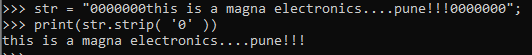 >>> str = "0000000this is a magna electronics....pune!!!0000000";
>>> print(str.strip( '0' ))
this is a magna electronics....pune!!!